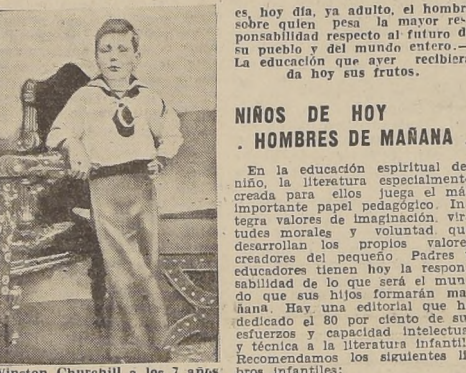 es, hoy día, ya adulto, el hombr
sobre quien pesa la mayor res
ponsabilidad respecto al futuro d
su pueblo y del mundo entero.—
La educación que ayer recibier
da hoy sus frutos.
NIÑOS DE HOY
. HOMBRES DE MAÑANA
En la educación espiritual de
niño, la literatura especialment
creada para ellos juega el má
importante papel pedagógico. In
tegra valores de imaginación, vir
tudes morales y voluntad qu
desarrollan los propios valore
creadores del pequeño. Padres
educadores tienen hoy la respon
sabilidad de lo que será el mun
do que sus hijos formarán ma
ñana. Hay una editorial que h
dedicado el 80 por ciento de su
esfuerzos y capacidad intelectua
y técnica a la literatura infantil
Recomendamos los siguientes li
bros infantiles:
Winston Churchill a los 7 años